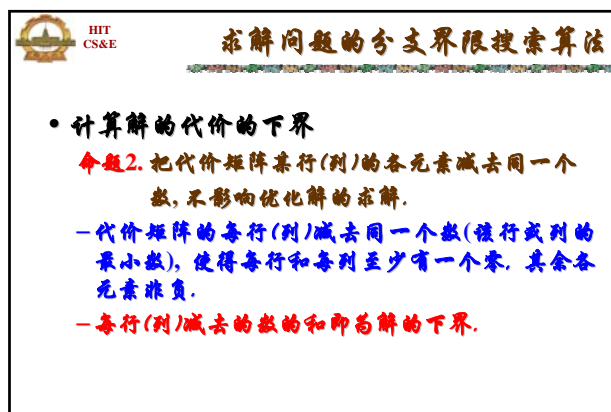 HIT
CS&E
求解问题的分支界限搜索算法
• 计算解的代价的下界
命题2. 把代价矩阵某行(列)的各元素减去同一个
数, 不影响优化解的求解.
– 代价矩阵的每行(列)减去同一个数(该行或列的
最小数), 使得每行和每列至少有一个零, 其余各
元素非负.
– 每行(列)减去的数的和即为解的下界.